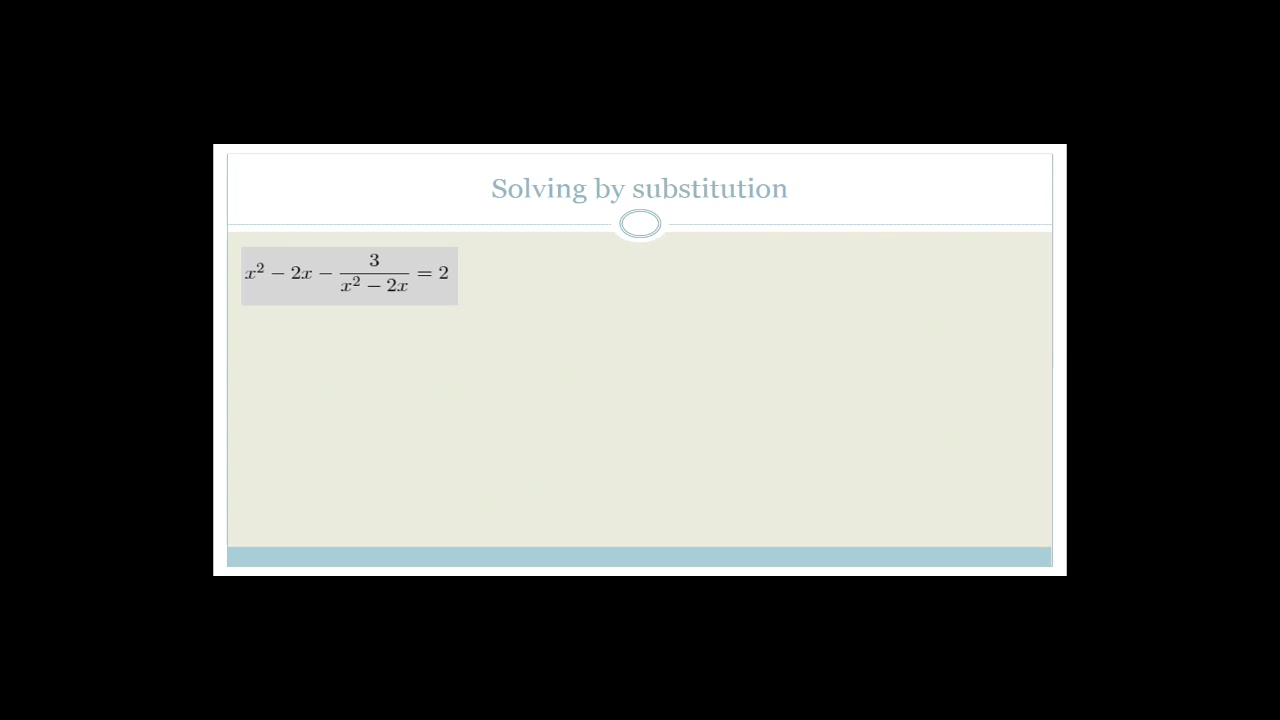 Solving by substitution
x² − 2x − 3/(x² − 2x) = 2